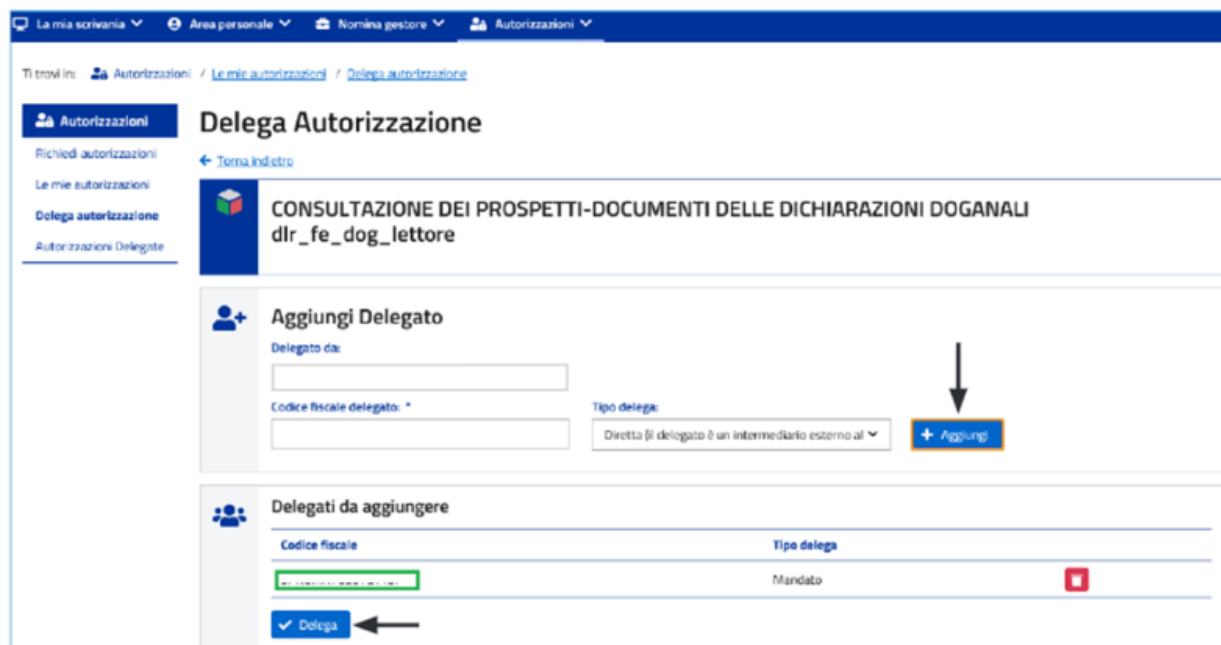 La mia scrivania Area personale Nomina gestore Autorizzazioni
Ti trovi in: Autorizzazioni / Le mie autorizzazioni / Delega autorizzazione
Autorizzazioni
Richiedi autorizzazioni
Le mie autorizzazioni
Delega autorizzazione
Autorizzazioni Delegate
Delega Autorizzazione
Torna indietro
CONSULTAZIONE DEI PROSPETTI-DOCUMENTI DELLE DICHIARAZIONI DOGANALI
dlr_fe_dog_lettore
Aggiungi Delegato
Delegato da:
Codice fiscale delegato: * Tipo delega:
Diretta (il delegato è un intermediario esterno al
Aggiungi
Delegati da aggiungere
Codice fiscale Tipo delega
Mandato
Delega